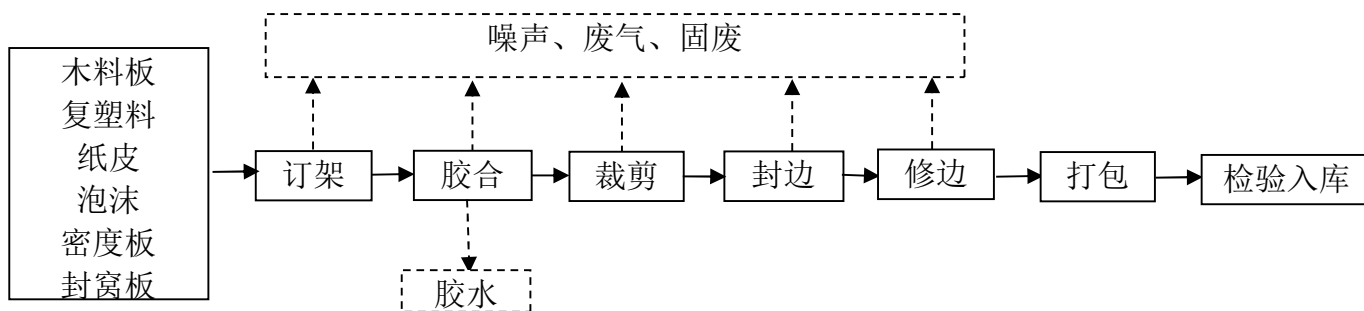 噪声、废气、固废
木料板
复塑料
纸皮
泡沫
密度板
封窝板
订架
胶合
裁剪
封边
修边
打包
检验入库
胶水